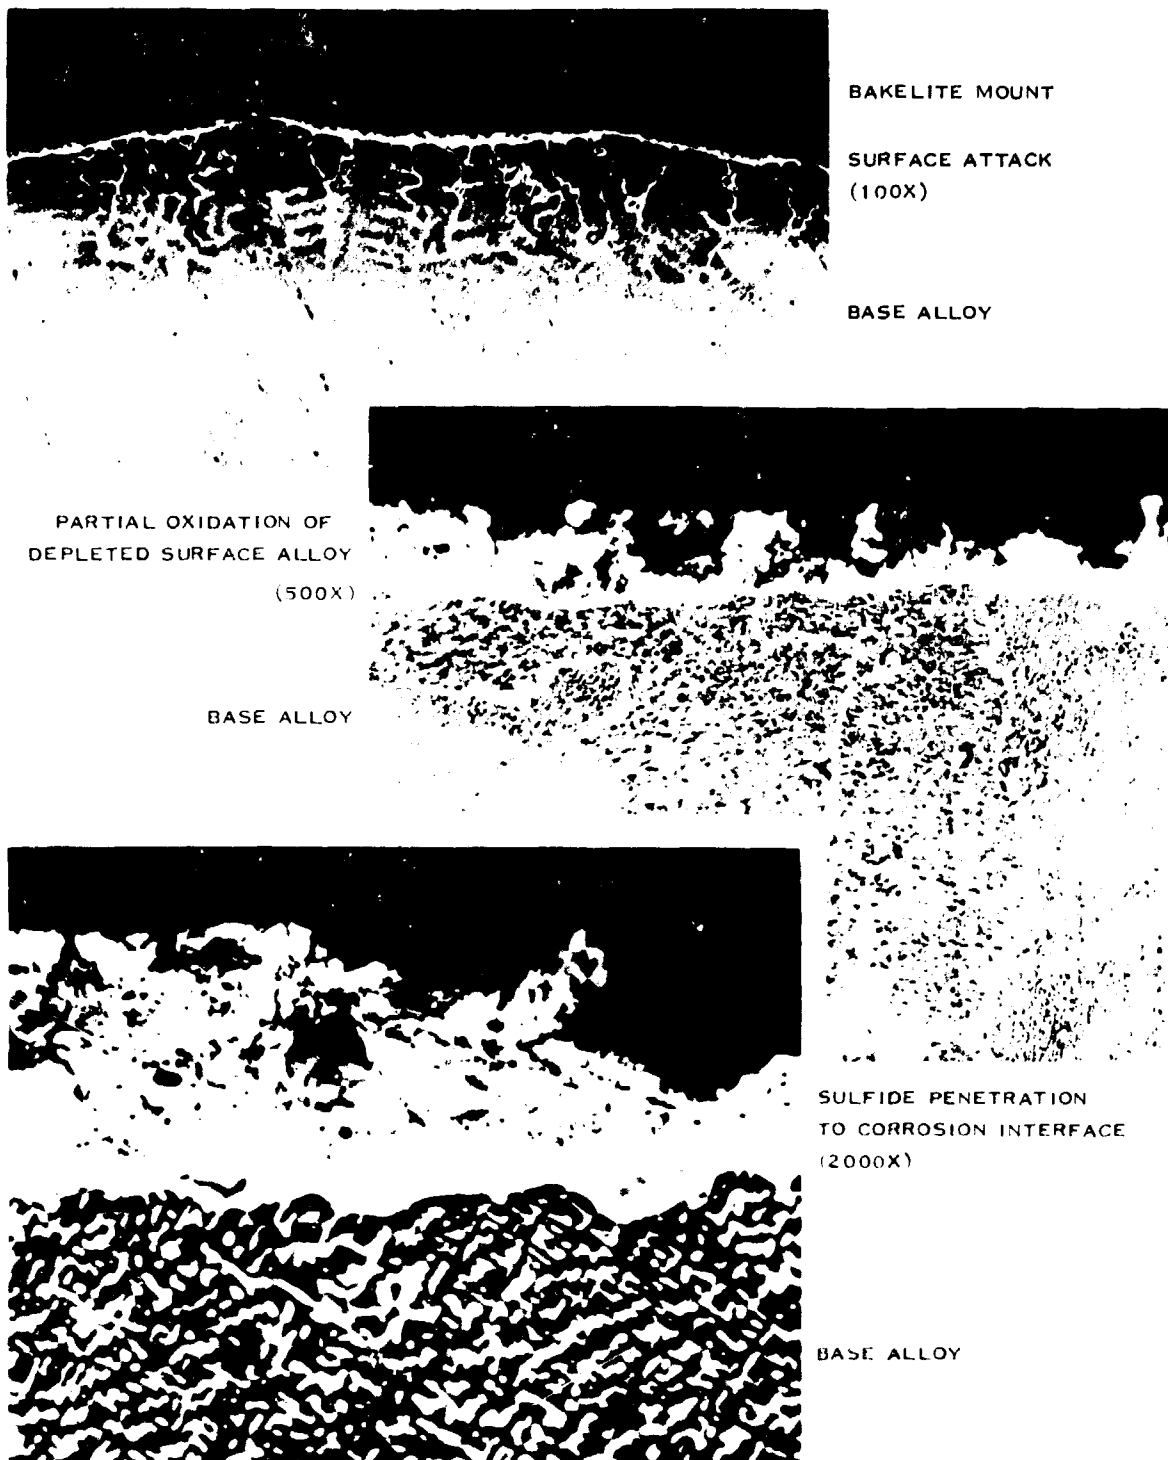 BAKELITE MOUNT
SURFACE ATTACK
(100X)
BASE ALLOY
PARTIAL OXIDATION OF
DEPLETED SURFACE ALLOY
(500X)
BASE ALLOY
SULFIDE PENETRATION
TO CORROSION INTERFACE
(2000X)
BASE ALLOY